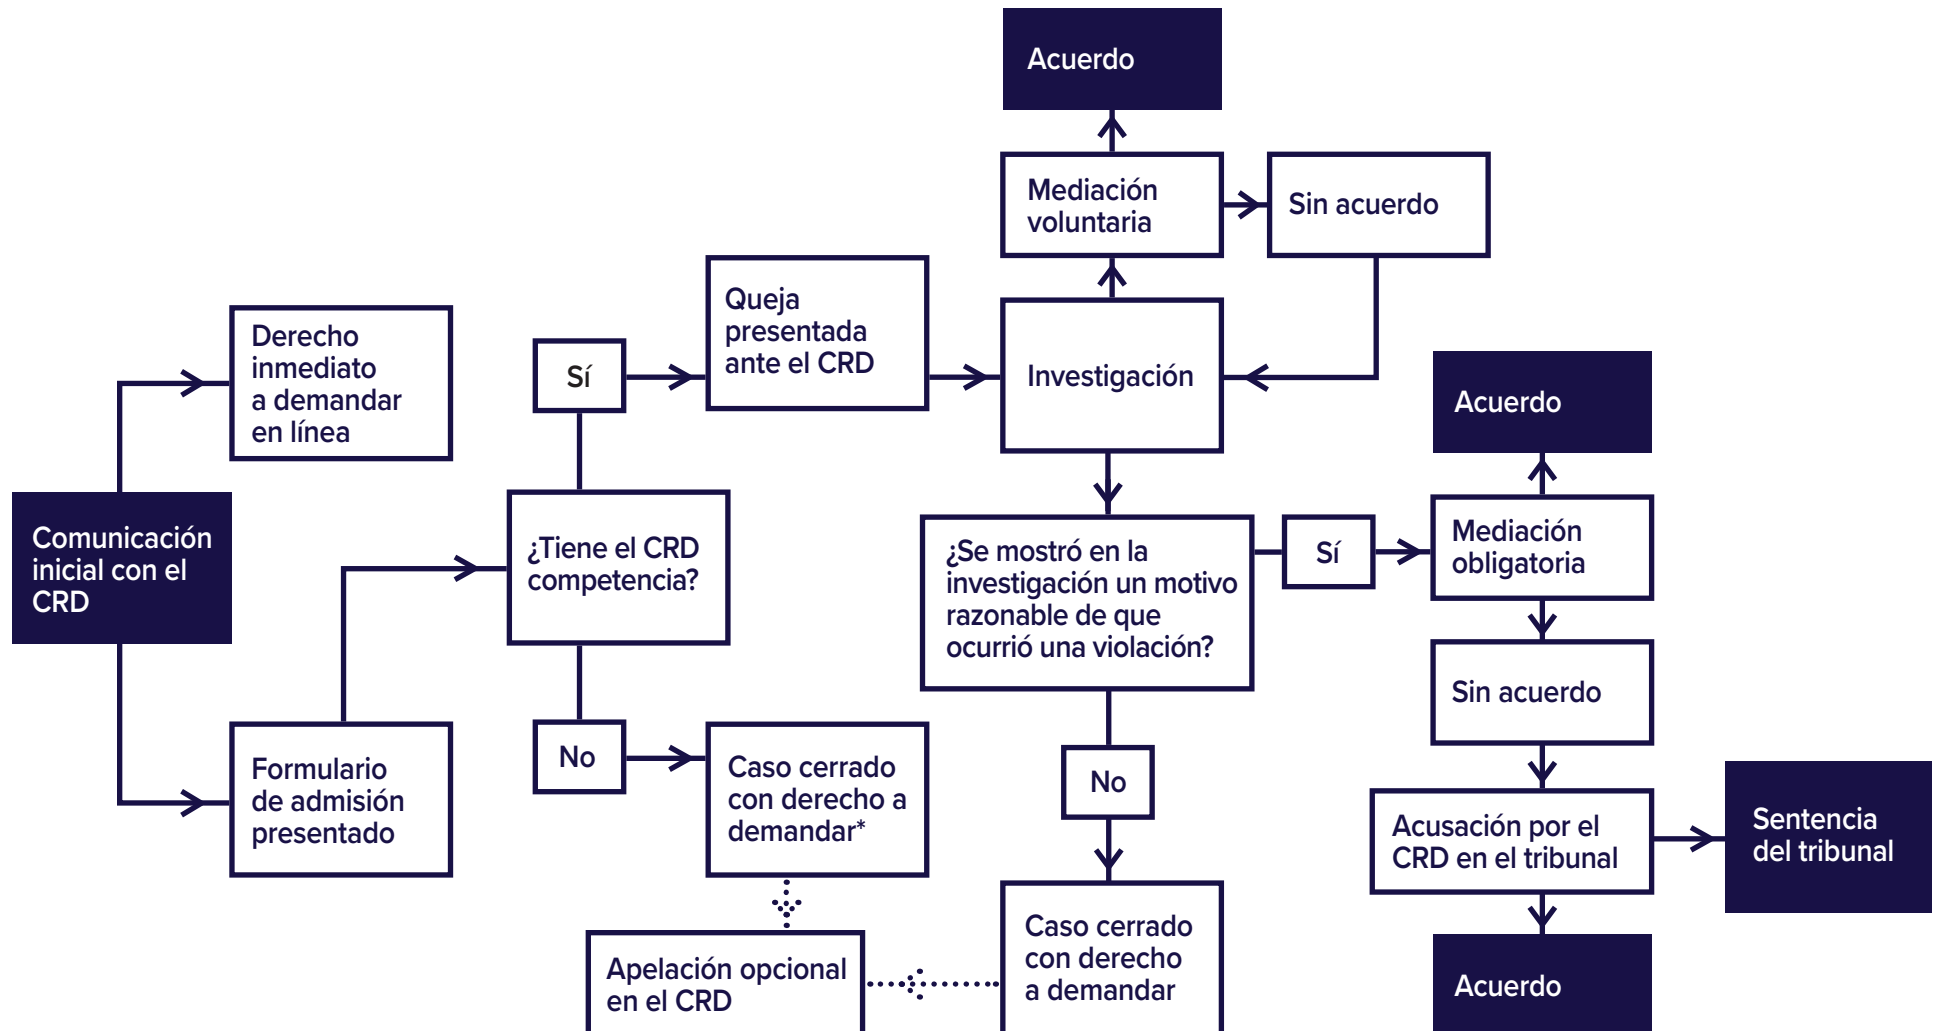 Comunicación
inicial con el
CRD
Derecho
inmediato
a demandar
en línea
Formulario
de admisión
presentado
¿Tiene el CRD
competencia?
Sí
No
Queja
presentada
ante el CRD
Caso cerrado
con derecho a
demandar*
Apelación opcional
en el CRD
Acuerdo
Mediación
voluntaria
Sin acuerdo
Investigación
¿Se mostró en la
investigación un motivo
razonable de que
ocurrió una violación?
No
Caso cerrado
con derecho
a demandar
Sí
Acuerdo
Mediación
obligatoria
Sin acuerdo
Acusación por el
CRD en el tribunal
Sentencia
del tribunal
Acuerdo